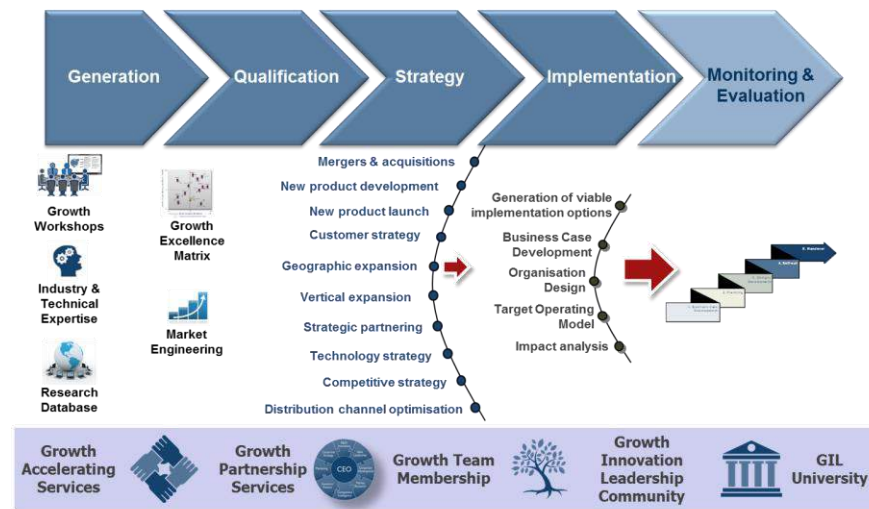 Generation
Qualification
Strategy
Implementation
Monitoring &
Evaluation
Growth
Workshops
Industry &
Technical
Expertise
Research
Database
Growth
Excellence
Matrix
Market
Engineering
Mergers & acquisitions
New product development
New product launch
Customer strategy
Geographic expansion
Vertical expansion
Strategic partnering
Technology strategy
Competitive strategy
Distribution channel optimisation
Generation of viable
implementation options
Business Case
Development
Organisation
Design
Target Operating
Model
Impact analysis
Growth
Accelerating
Services
Growth
Partnership
Services
CEO
Growth Team
Membership
Growth
Innovation
Leadership
Community
GIL
University